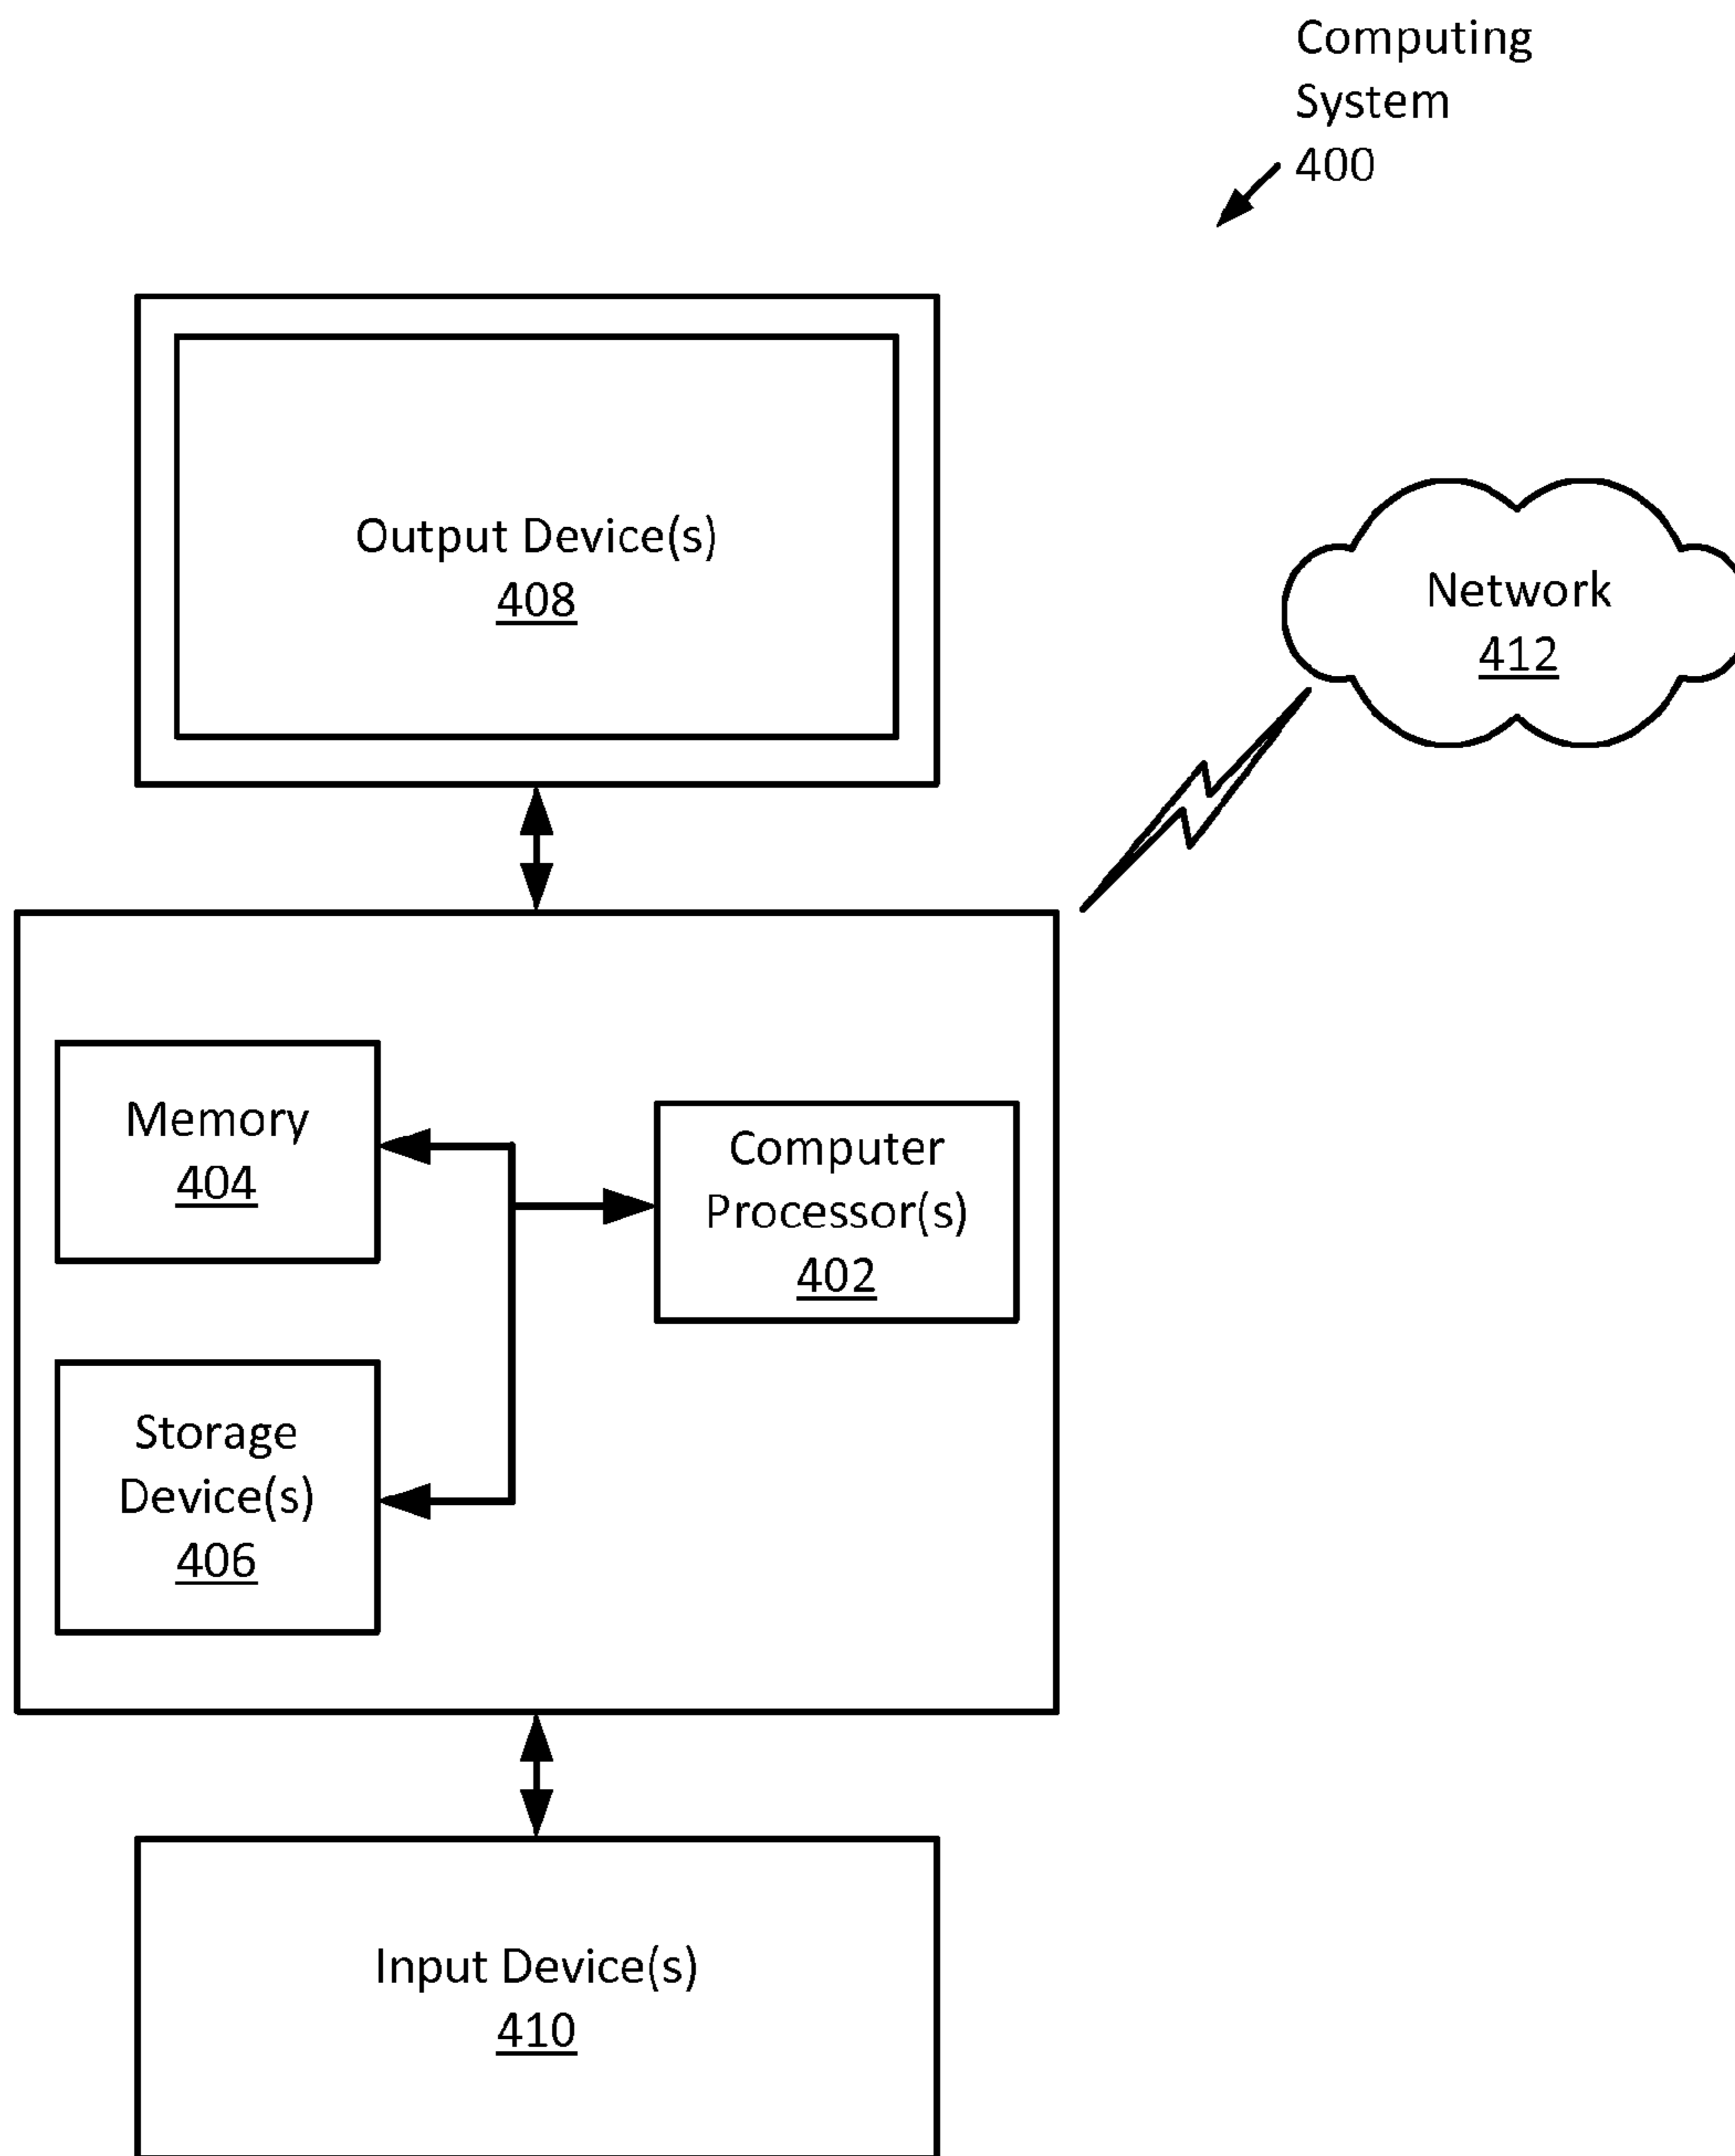 Computing
System
400
Output Device(s)
408
Network
412
Memory
404
Computer
Processor(s)
402
Storage
Device(s)
406
Input Device(s)
410